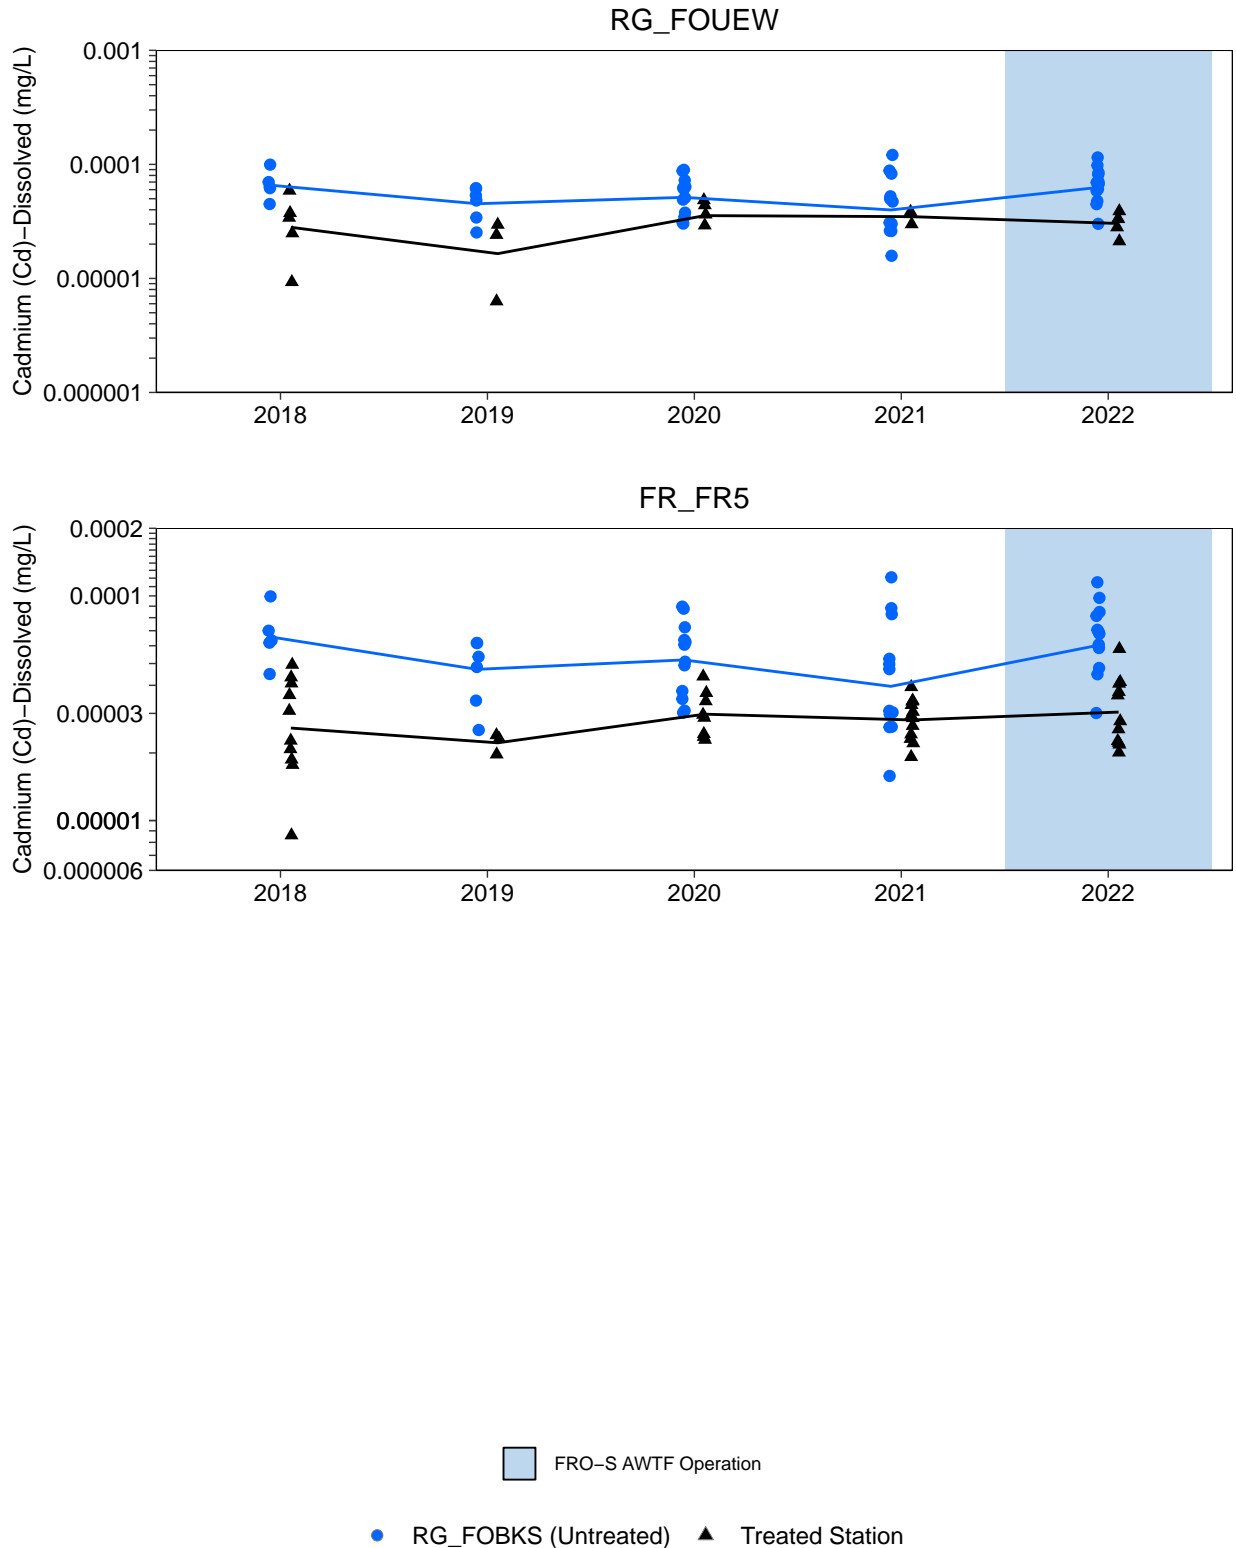 RG_FOUEW
Cadmium (Cd)−Dissolved (mg/L)
0.001
0.0001
0.00001
0.000001
2018 2019 2020 2021 2022
FR_FR5
Cadmium (Cd)−Dissolved (mg/L)
0.0002
0.0001
0.00003
0.00001
0.000006
2018 2019 2020 2021 2022
FRO−S AWTF Operation
RG_FOBKS (Untreated) Treated Station